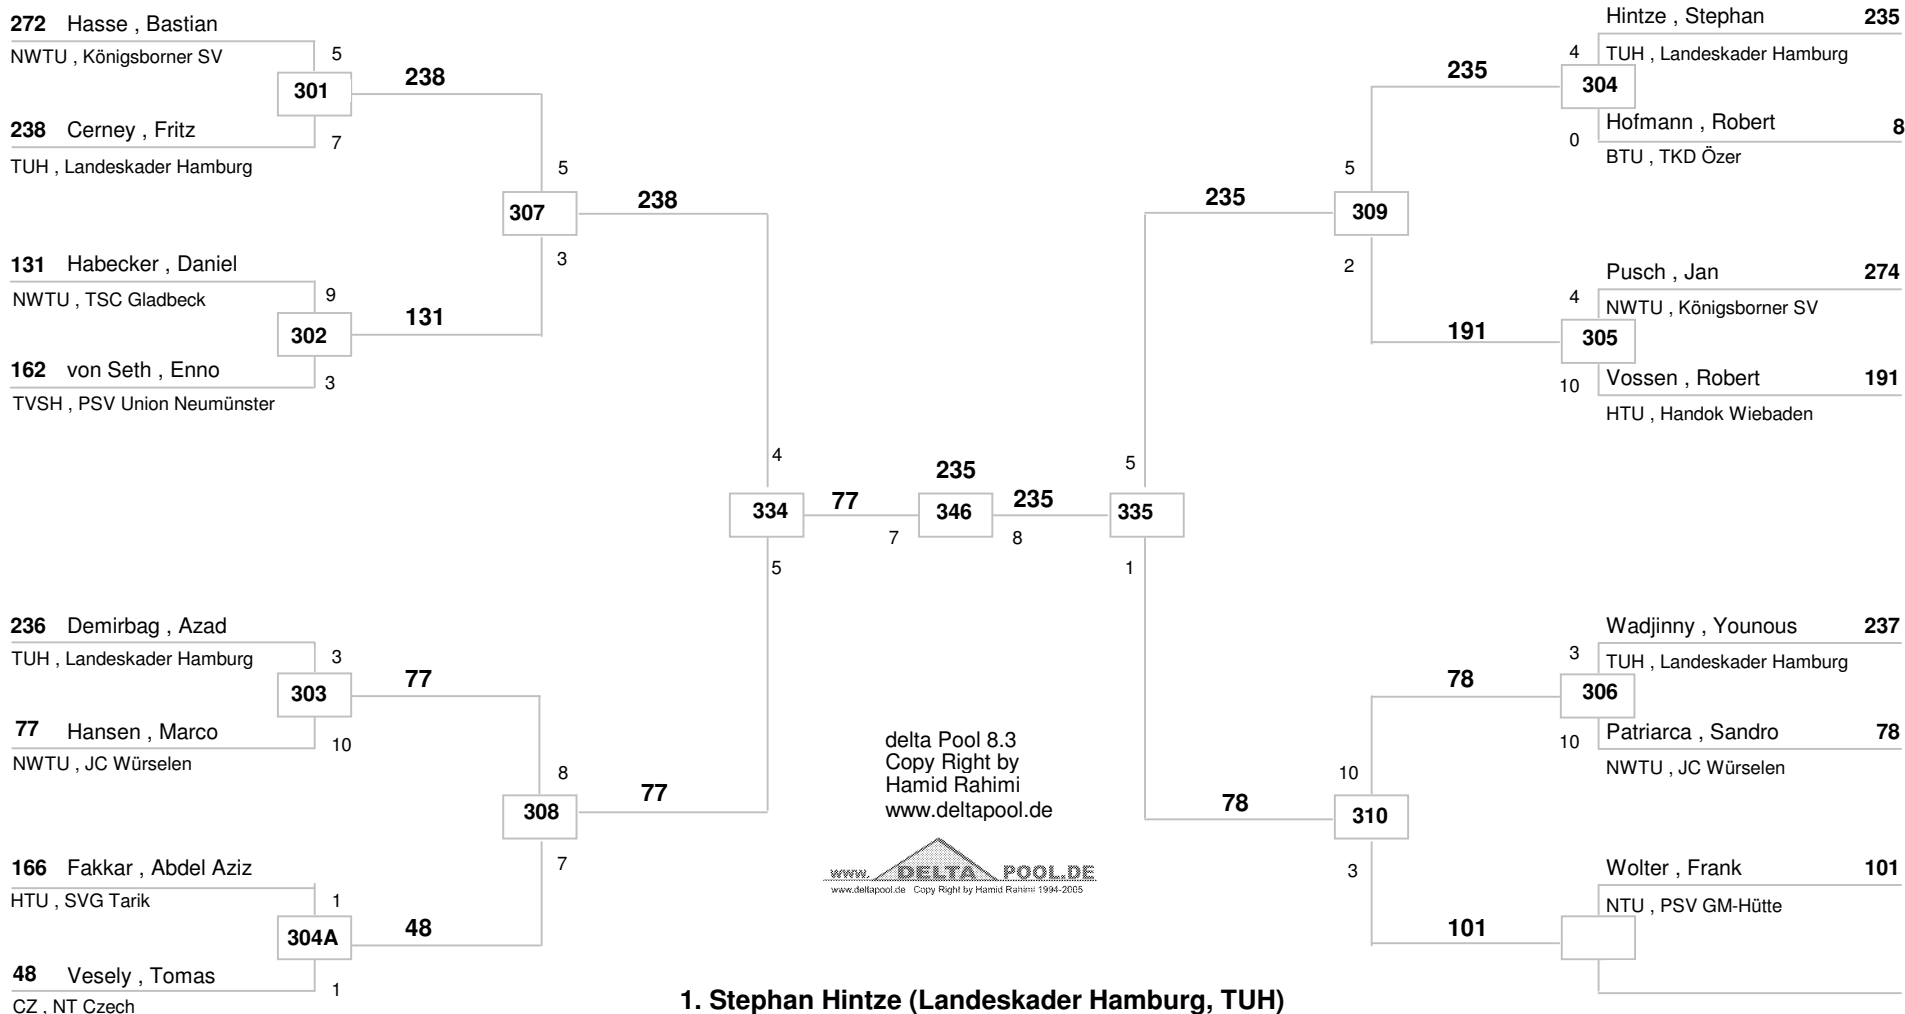 272 Hasse , Bastian
NWTU , Königsborner SV
5
301
238
238 Cerney , Fritz
7
TUH , Landeskader Hamburg
5
307
238
3
131 Habecker , Daniel
NWTU , TSC Gladbeck
9
302
131
162 von Seth , Enno
3
TVSH , PSV Union Neumünster
4
334
77
5
236 Demirbag , Azad
TUH , Landeskader Hamburg
3
303
77
77 Hansen , Marco
10
NWTU , JC Würselen
8
308
77
7
166 Fakkar , Abdel Aziz
HTU , SVG Tarik
1
304A
48
48 Vesely , Tomas
1
CZ , NT Czech
235
346
7
8
235
335
5
1
Hintze , Stephan 235
4
TUH , Landeskader Hamburg
235
304
Hofmann , Robert 8
0
BTU , TKD Özer
5
235
309
2
Pusch , Jan 274
4
NWTU , Königsborner SV
191
305
10
Vossen , Robert 191
HTU , Handok Wiebaden
Wadjinny , Younous 237
3
TUH , Landeskader Hamburg
78
306
10
Patriarca , Sandro 78
NWTU , JC Würselen
10
78
310
3
Wolter , Frank 101
NTU , PSV GM-Hütte
101
delta Pool 8.3
Copy Right by
Hamid Rahimi
www.deltapool.de
www. DELTA POOL.DE
www.deltapool.de Copy Right by Hamid Rahimi 1994-2005
1. Stephan Hintze (Landeskader Hamburg, TUH)